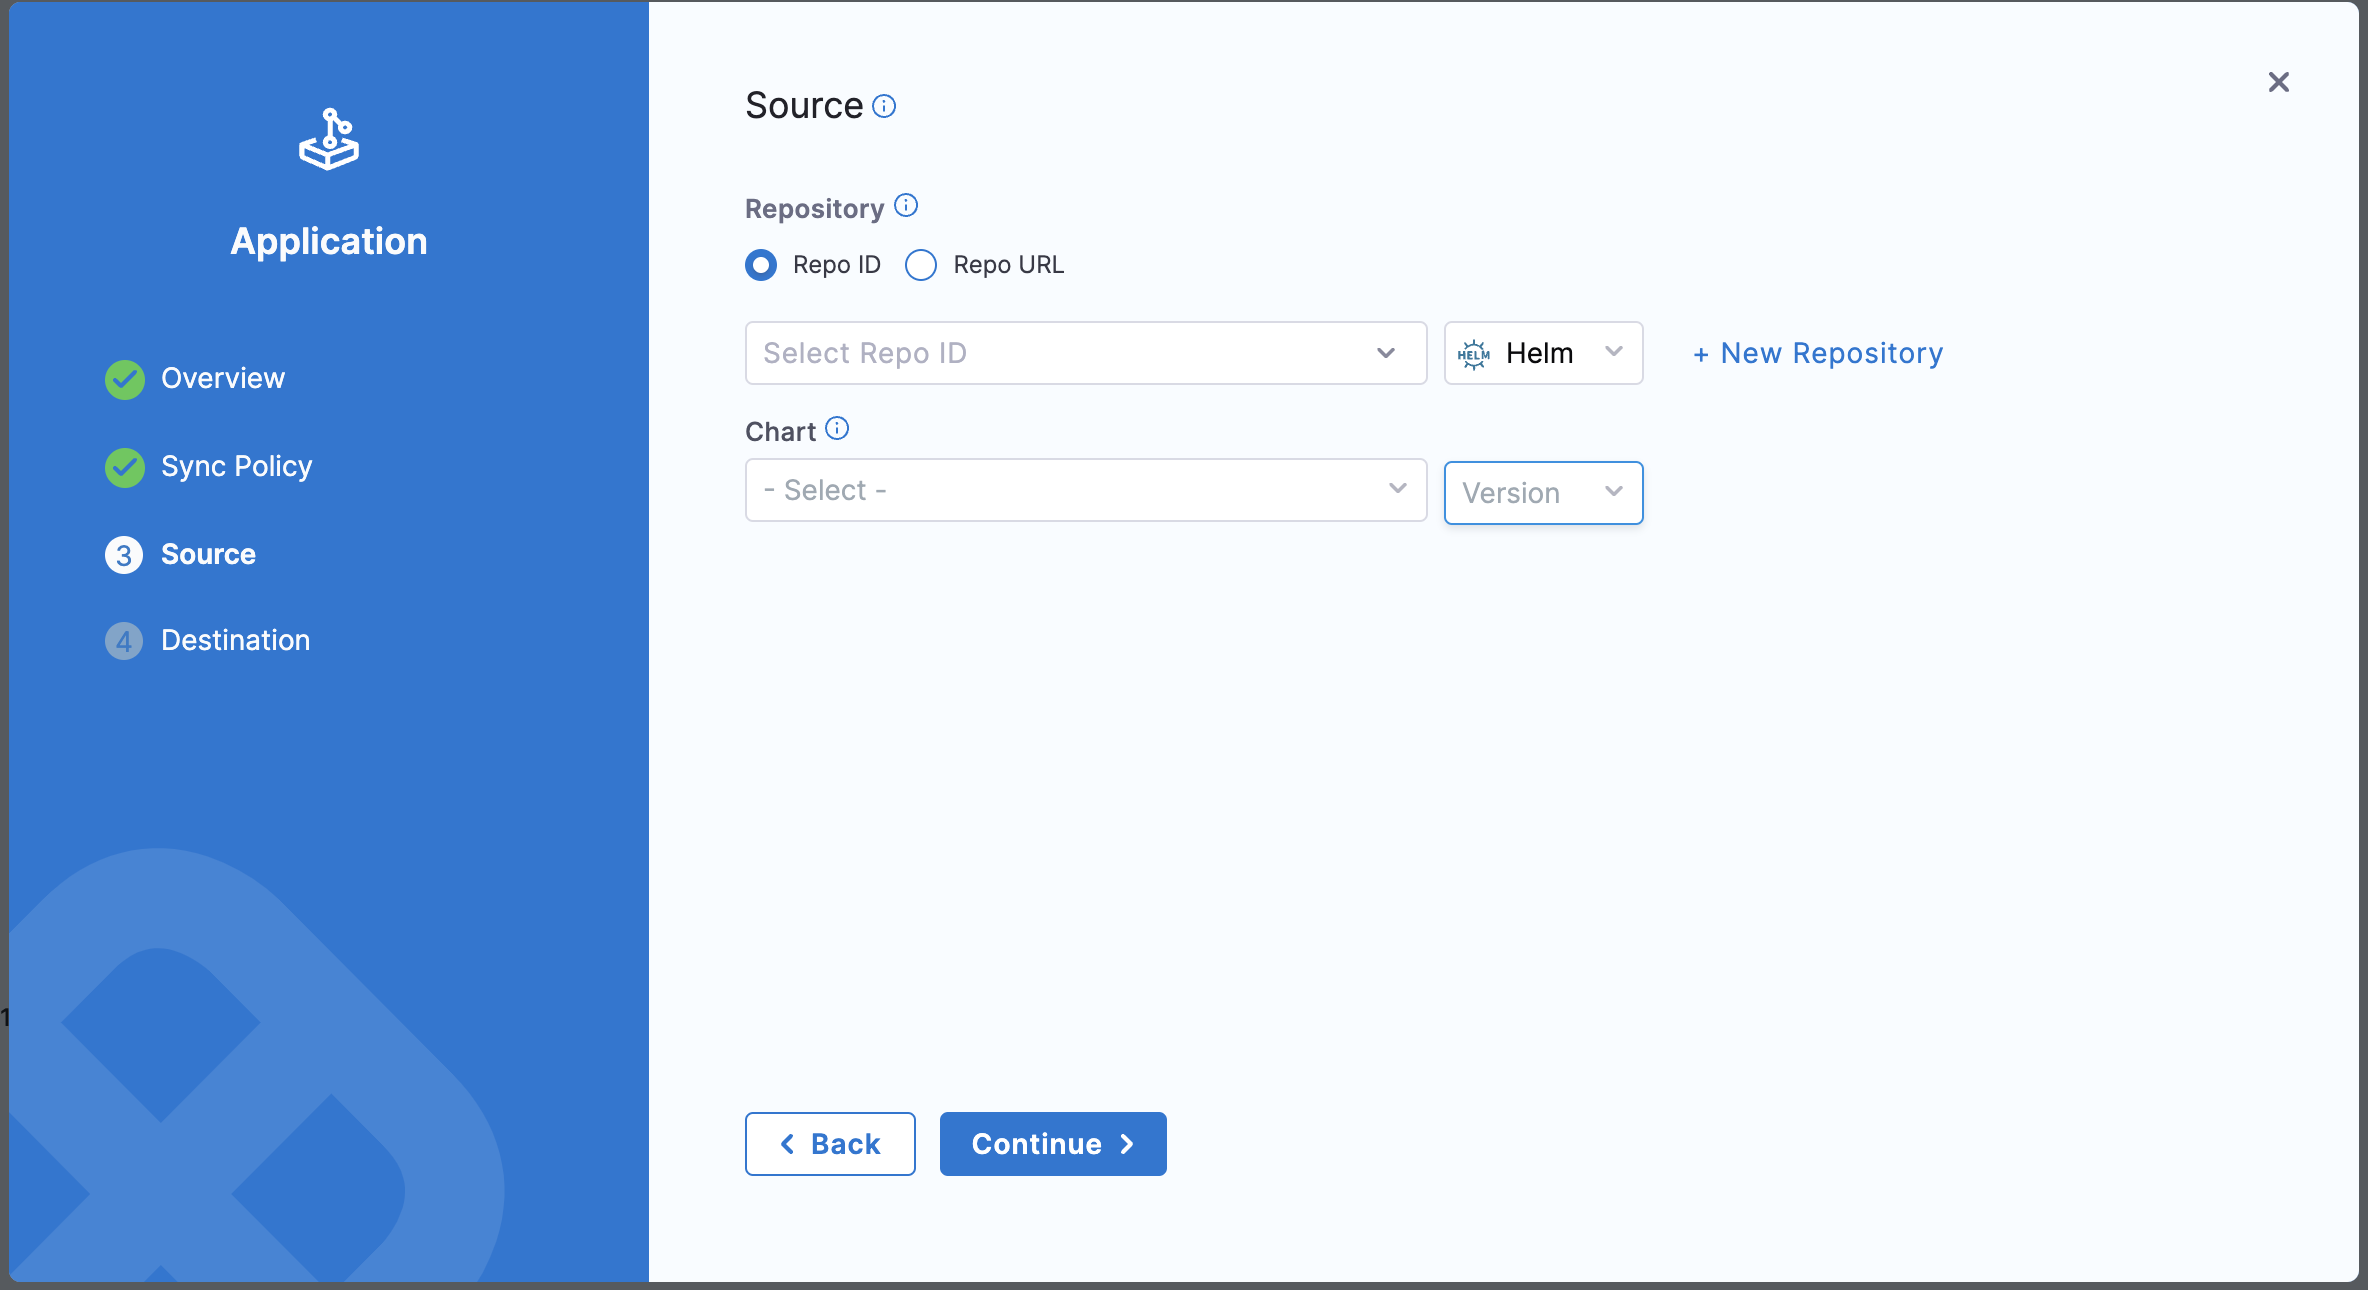 Application
Overview
Sync Policy
3 Source
4 Destination
Source
Repository
Repo ID Repo URL
Select Repo ID HELM Helm + New Repository
Chart
- Select - Version
Back Continue
1